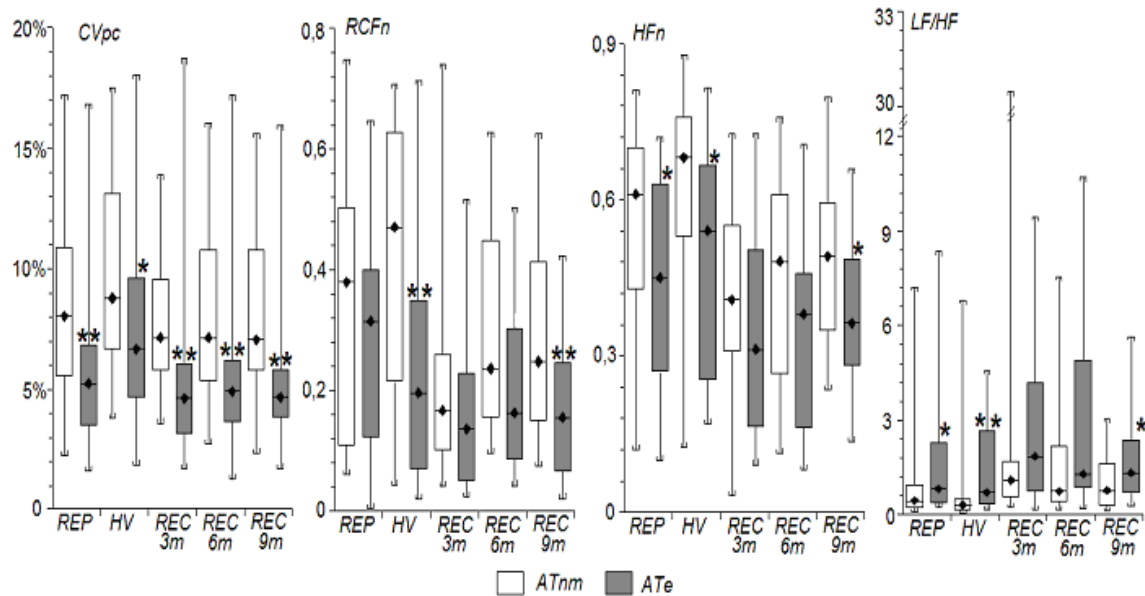 CVpc
20%
15%
10%
5%
0
** * ** ** **
REP HV REC REC REC
3m 6m 9m
RCFn
0,8
0,6
0,4
0,2
0
** **
REP HV REC REC REC
3m 6m 9m
HFn
0,9
0,6
0,3
0
* * *
REP HV REC REC REC
3m 6m 9m
LF/HF
33
30
12
9
6
3
0
* ** *
REP HV REC REC REC
3m 6m 9m
ATnm ATe